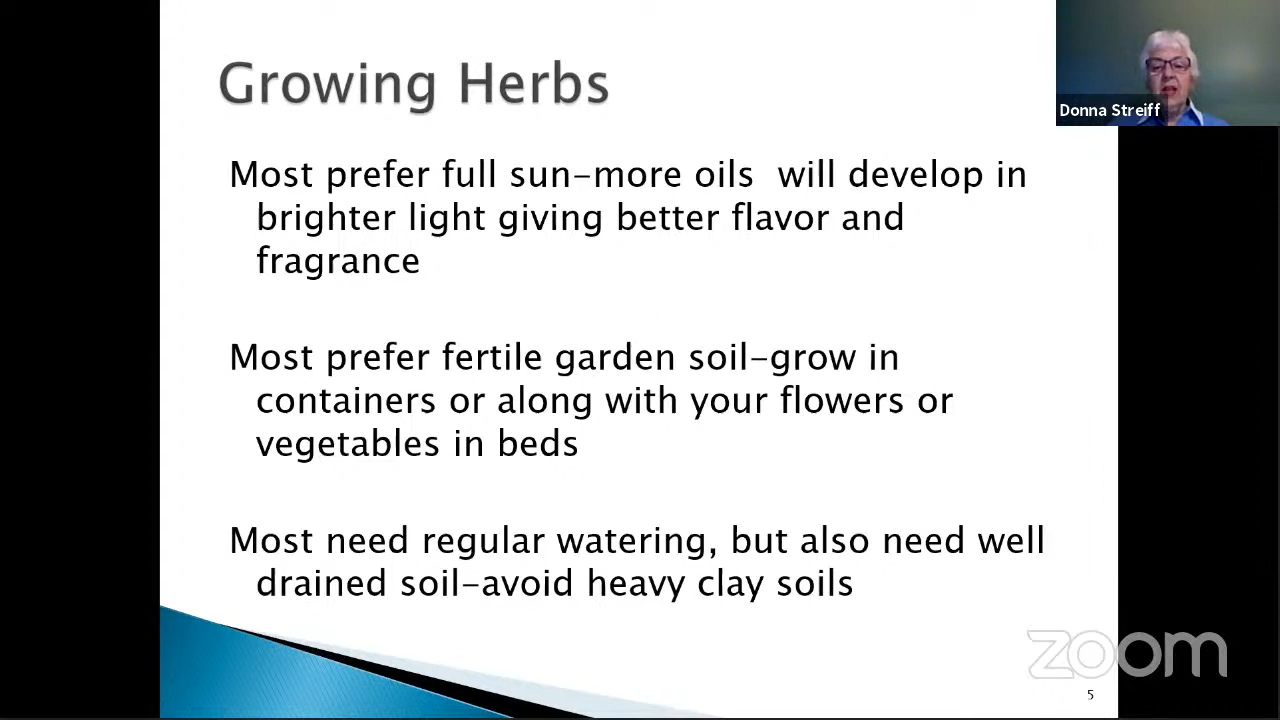 Growing Herbs
Donna Streiff
Most prefer full sun-more oils  will develop in
brighter light giving better flavor and
fragrance
Most prefer fertile garden soil-grow in
containers or along with your flowers or
vegetables in beds
Most need regular watering, but also need well
drained soil-avoid heavy clay soils
zoom
5